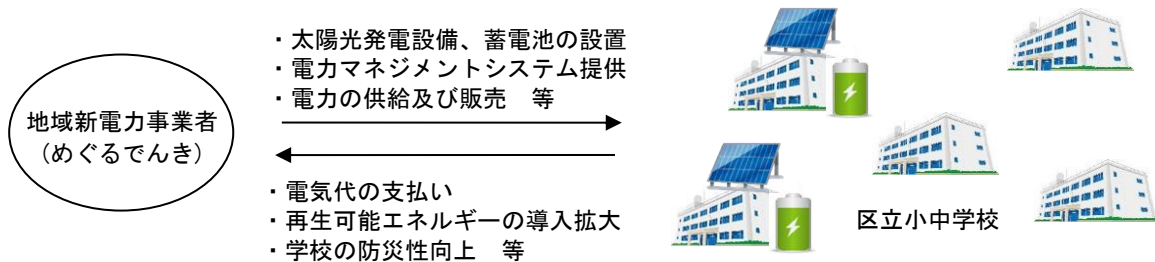 ・太陽光発電設備、蓄電池の設置
・電力マネジメントシステム提供
・電力の供給及び販売　等
地域新電力事業者
(めぐるでんき)
・電気代の支払い
・再生可能エネルギーの導入拡大
・学校の防災性向上　等
区立小中学校